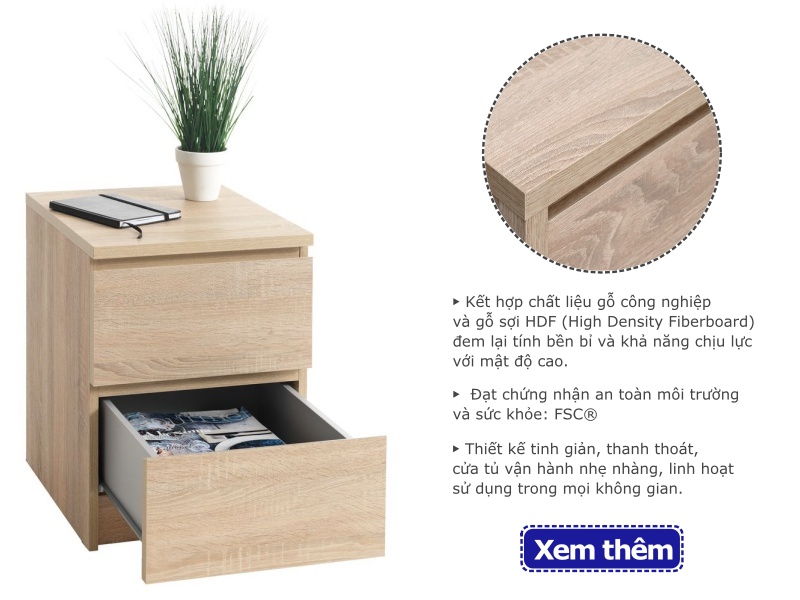 ▸ Kết hợp chất liệu gỗ công nghiệp
và gỗ sợi HDF (High Density Fiberboard)
đem lại tính bền bỉ và khả năng chịu lực
với mật độ cao.
▸ Đạt chứng nhận an toàn môi trường
và sức khỏe: FSC®
▸ Thiết kế tinh giản, thanh thoát,
cửa tủ vận hành nhẹ nhàng, linh hoạt
sử dụng trong mọi không gian.
Xem thêm